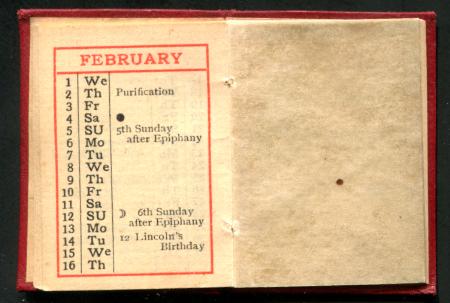 FEBRUARY
1 We
2 Th Purification
3 Fr
4 Sa
5 SU 5th Sunday
6 Mo after Epiphany
7 Tu
8 We
9 Th
10 Fr
11 Sa
12 SU ☽ 6th Sunday
after Epiphany
13 Mo
14 Tu 12 Lincoln's
Birthday
15 We
16 Th